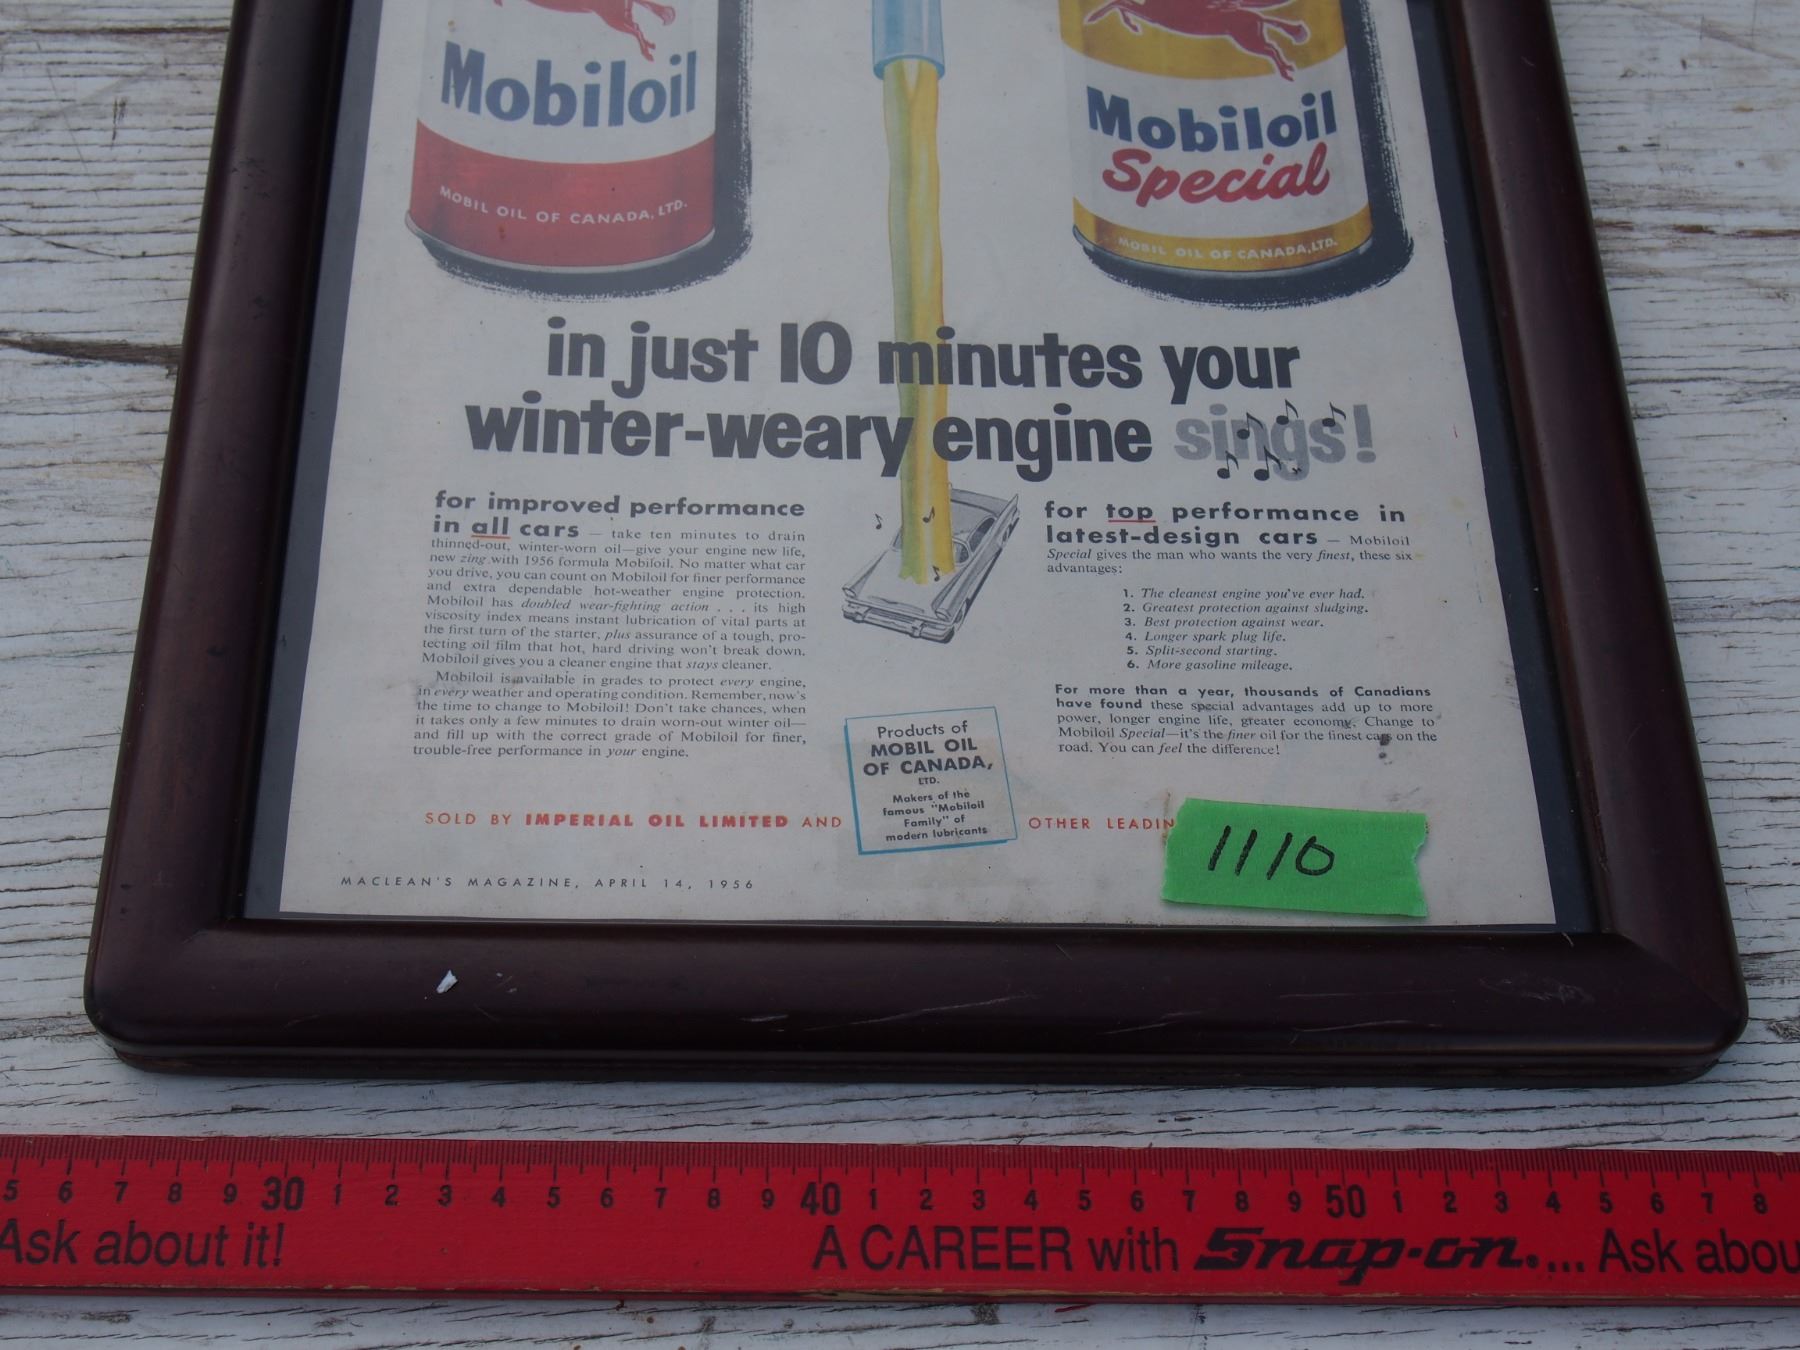 Mobiloil
MOBIL OIL OF CANADA, LTD.
Mobiloil
Special
MOBIL OIL OF CANADA, LTD.
in just 10 minutes your
winter-weary engine sings!
for improved performance
in all cars — take ten minutes to drain
thinned-out, winter-worn oil—give your engine new life,
new zing with 1956 formula Mobiloil. No matter what car
you drive, you can count on Mobiloil for finer performance
and extra dependable hot-weather engine protection.
Mobiloil has doubled wear-fighting action . . . its high
viscosity index means instant lubrication of vital parts at
the first turn of the starter, plus assurance of a tough, pro-
tecting oil film that hot, hard driving won't break down.
Mobiloil gives you a cleaner engine that stays cleaner.
Mobiloil is available in grades to protect every engine,
in every weather and operating condition. Remember, now's
the time to change to Mobiloil! Don't take chances, when
it takes only a few minutes to drain worn-out winter oil—
and fill up with the correct grade of Mobiloil for finer,
trouble-free performance in your engine.
for top performance in
latest-design cars — Mobiloil
Special gives the man who wants the very finest, these six
advantages:
1. The cleanest engine you've ever had.
2. Greatest protection against sludging.
3. Best protection against wear.
4. Longer spark plug life.
5. Split-second starting.
6. More gasoline mileage.
For more than a year, thousands of Canadians
have found these special advantages add up to more
power, longer engine life, greater economy. Change to
Mobiloil Special—it's the finer oil for the finest cars on the
road. You can feel the difference!
Products of
MOBIL OIL
OF CANADA,
LTD.
Makers of the
famous "Mobiloil
Family" of
modern lubricants
SOLD BY IMPERIAL OIL LIMITED AND OTHER LEADIN
1110
MACLEAN'S MAGAZINE, APRIL 14, 1956
5 6 7 8 9 30 1 2 3 4 5 6 7 8 9 40 1 2 3 4 5 6 7 8 9 50 1 2 3 4 5 6 7 8
Ask about it! A CAREER with Snap-on.... Ask abou